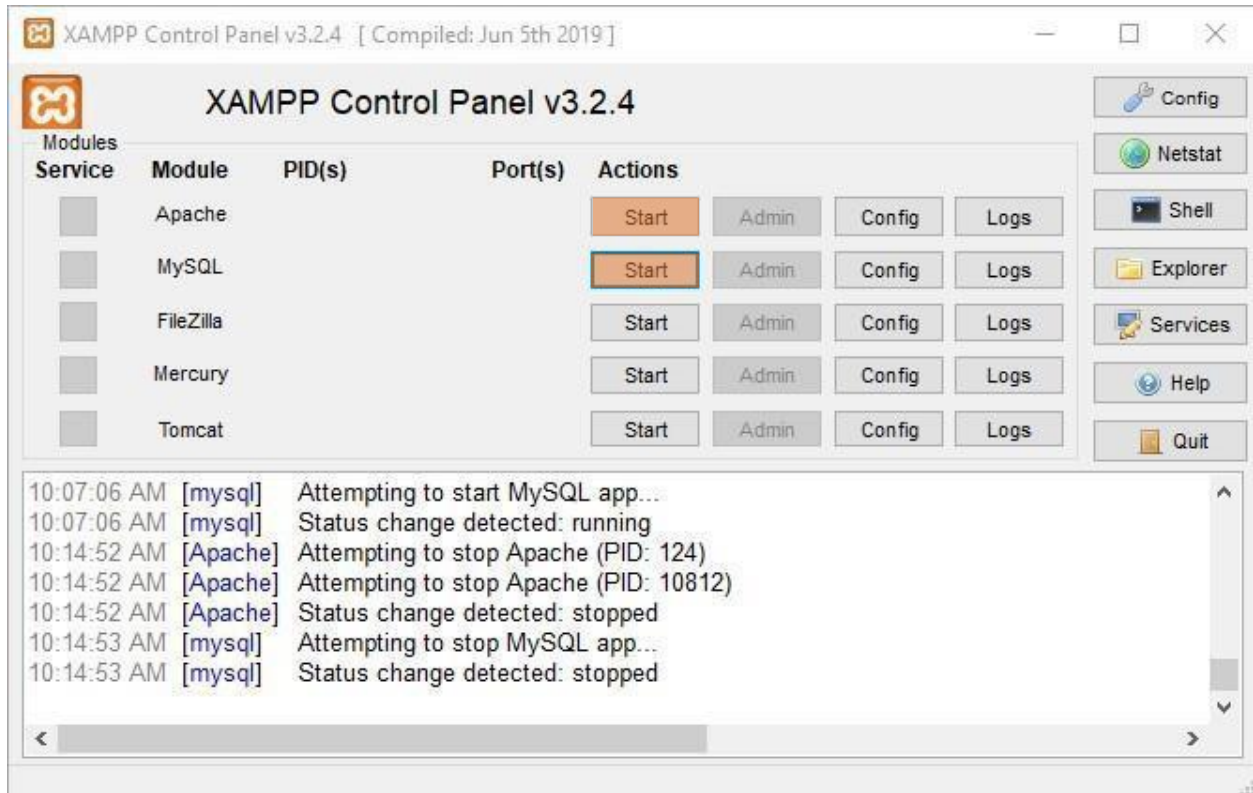 XAMPP Control Panel v3.2.4 [ Compiled: Jun 5th 2019 ]
XAMPP Control Panel v3.2.4
Config
Modules
Netstat
Service Module PID(s) Port(s) Actions
Apache Start Admin Config Logs
Shell
MySQL Start Admin Config Logs
Explorer
FileZilla Start Admin Config Logs
Services
Mercury Start Admin Config Logs
Help
Tomcat Start Admin Config Logs
Quit
10:07:06 AM [mysql] Attempting to start MySQL app...
10:07:06 AM [mysql] Status change detected: running
10:14:52 AM [Apache] Attempting to stop Apache (PID: 124)
10:14:52 AM [Apache] Attempting to stop Apache (PID: 10812)
10:14:52 AM [Apache] Status change detected: stopped
10:14:53 AM [mysql] Attempting to stop MySQL app...
10:14:53 AM [mysql] Status change detected: stopped